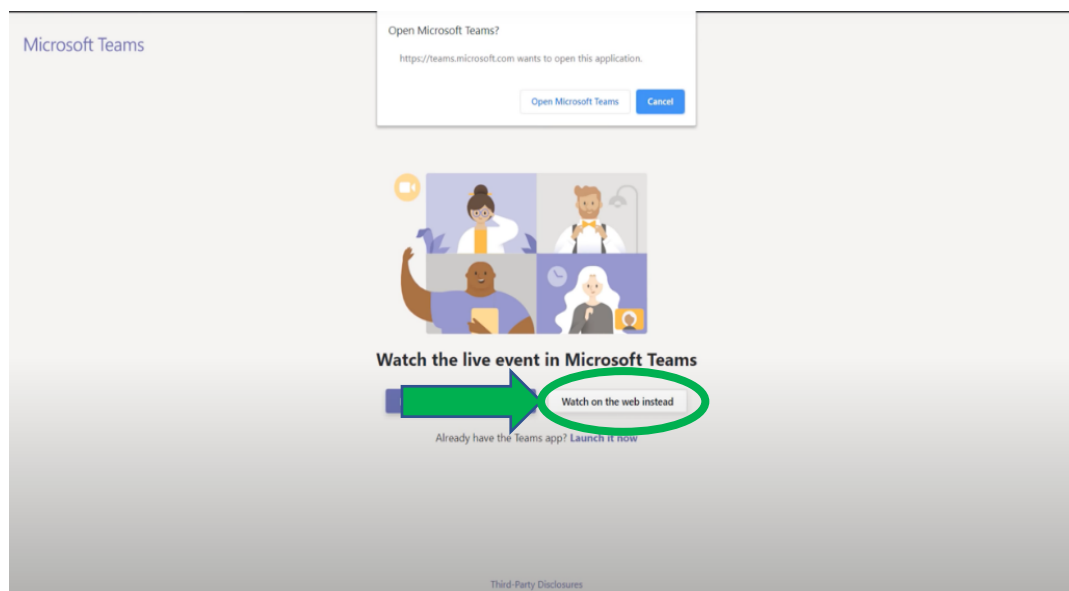 Microsoft Teams
Open Microsoft Teams?
https://teams.microsoft.com wants to open this application.
Open Microsoft Teams
Cancel
Watch the live event in Microsoft Teams
Watch on the web instead
Already have the Teams app? Launch it now
Third-Party Disclosures